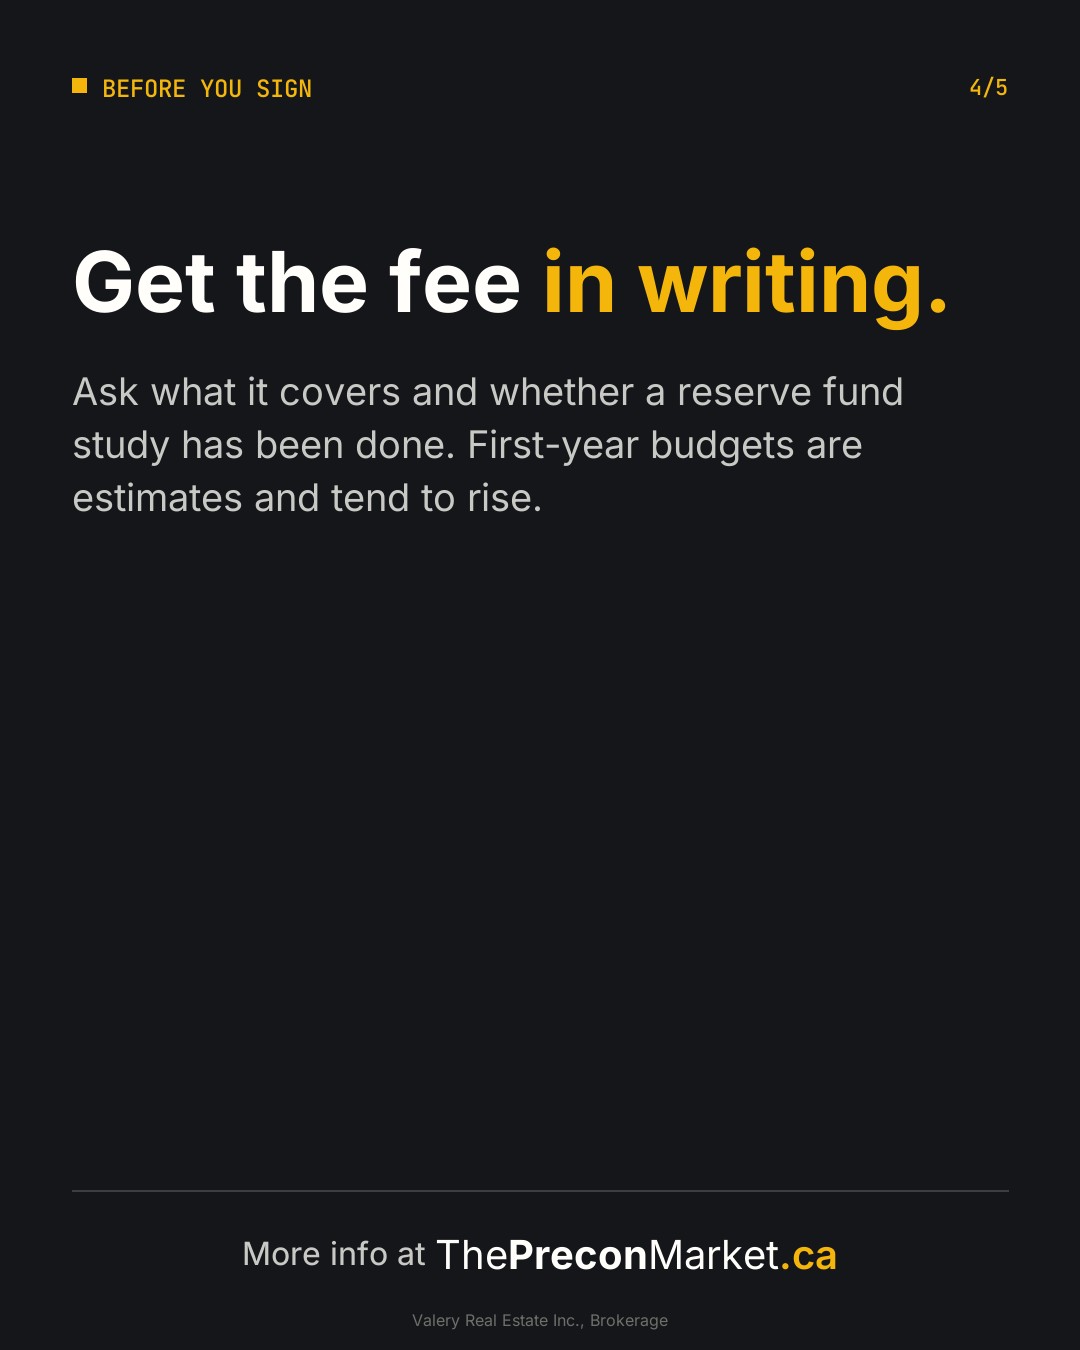 BEFORE YOU SIGN
4/5
Get the fee in writing.
Ask what it covers and whether a reserve fund
study has been done. First-year budgets are
estimates and tend to rise.
More info at ThePreconMarket.ca
Valery Real Estate Inc., Brokerage